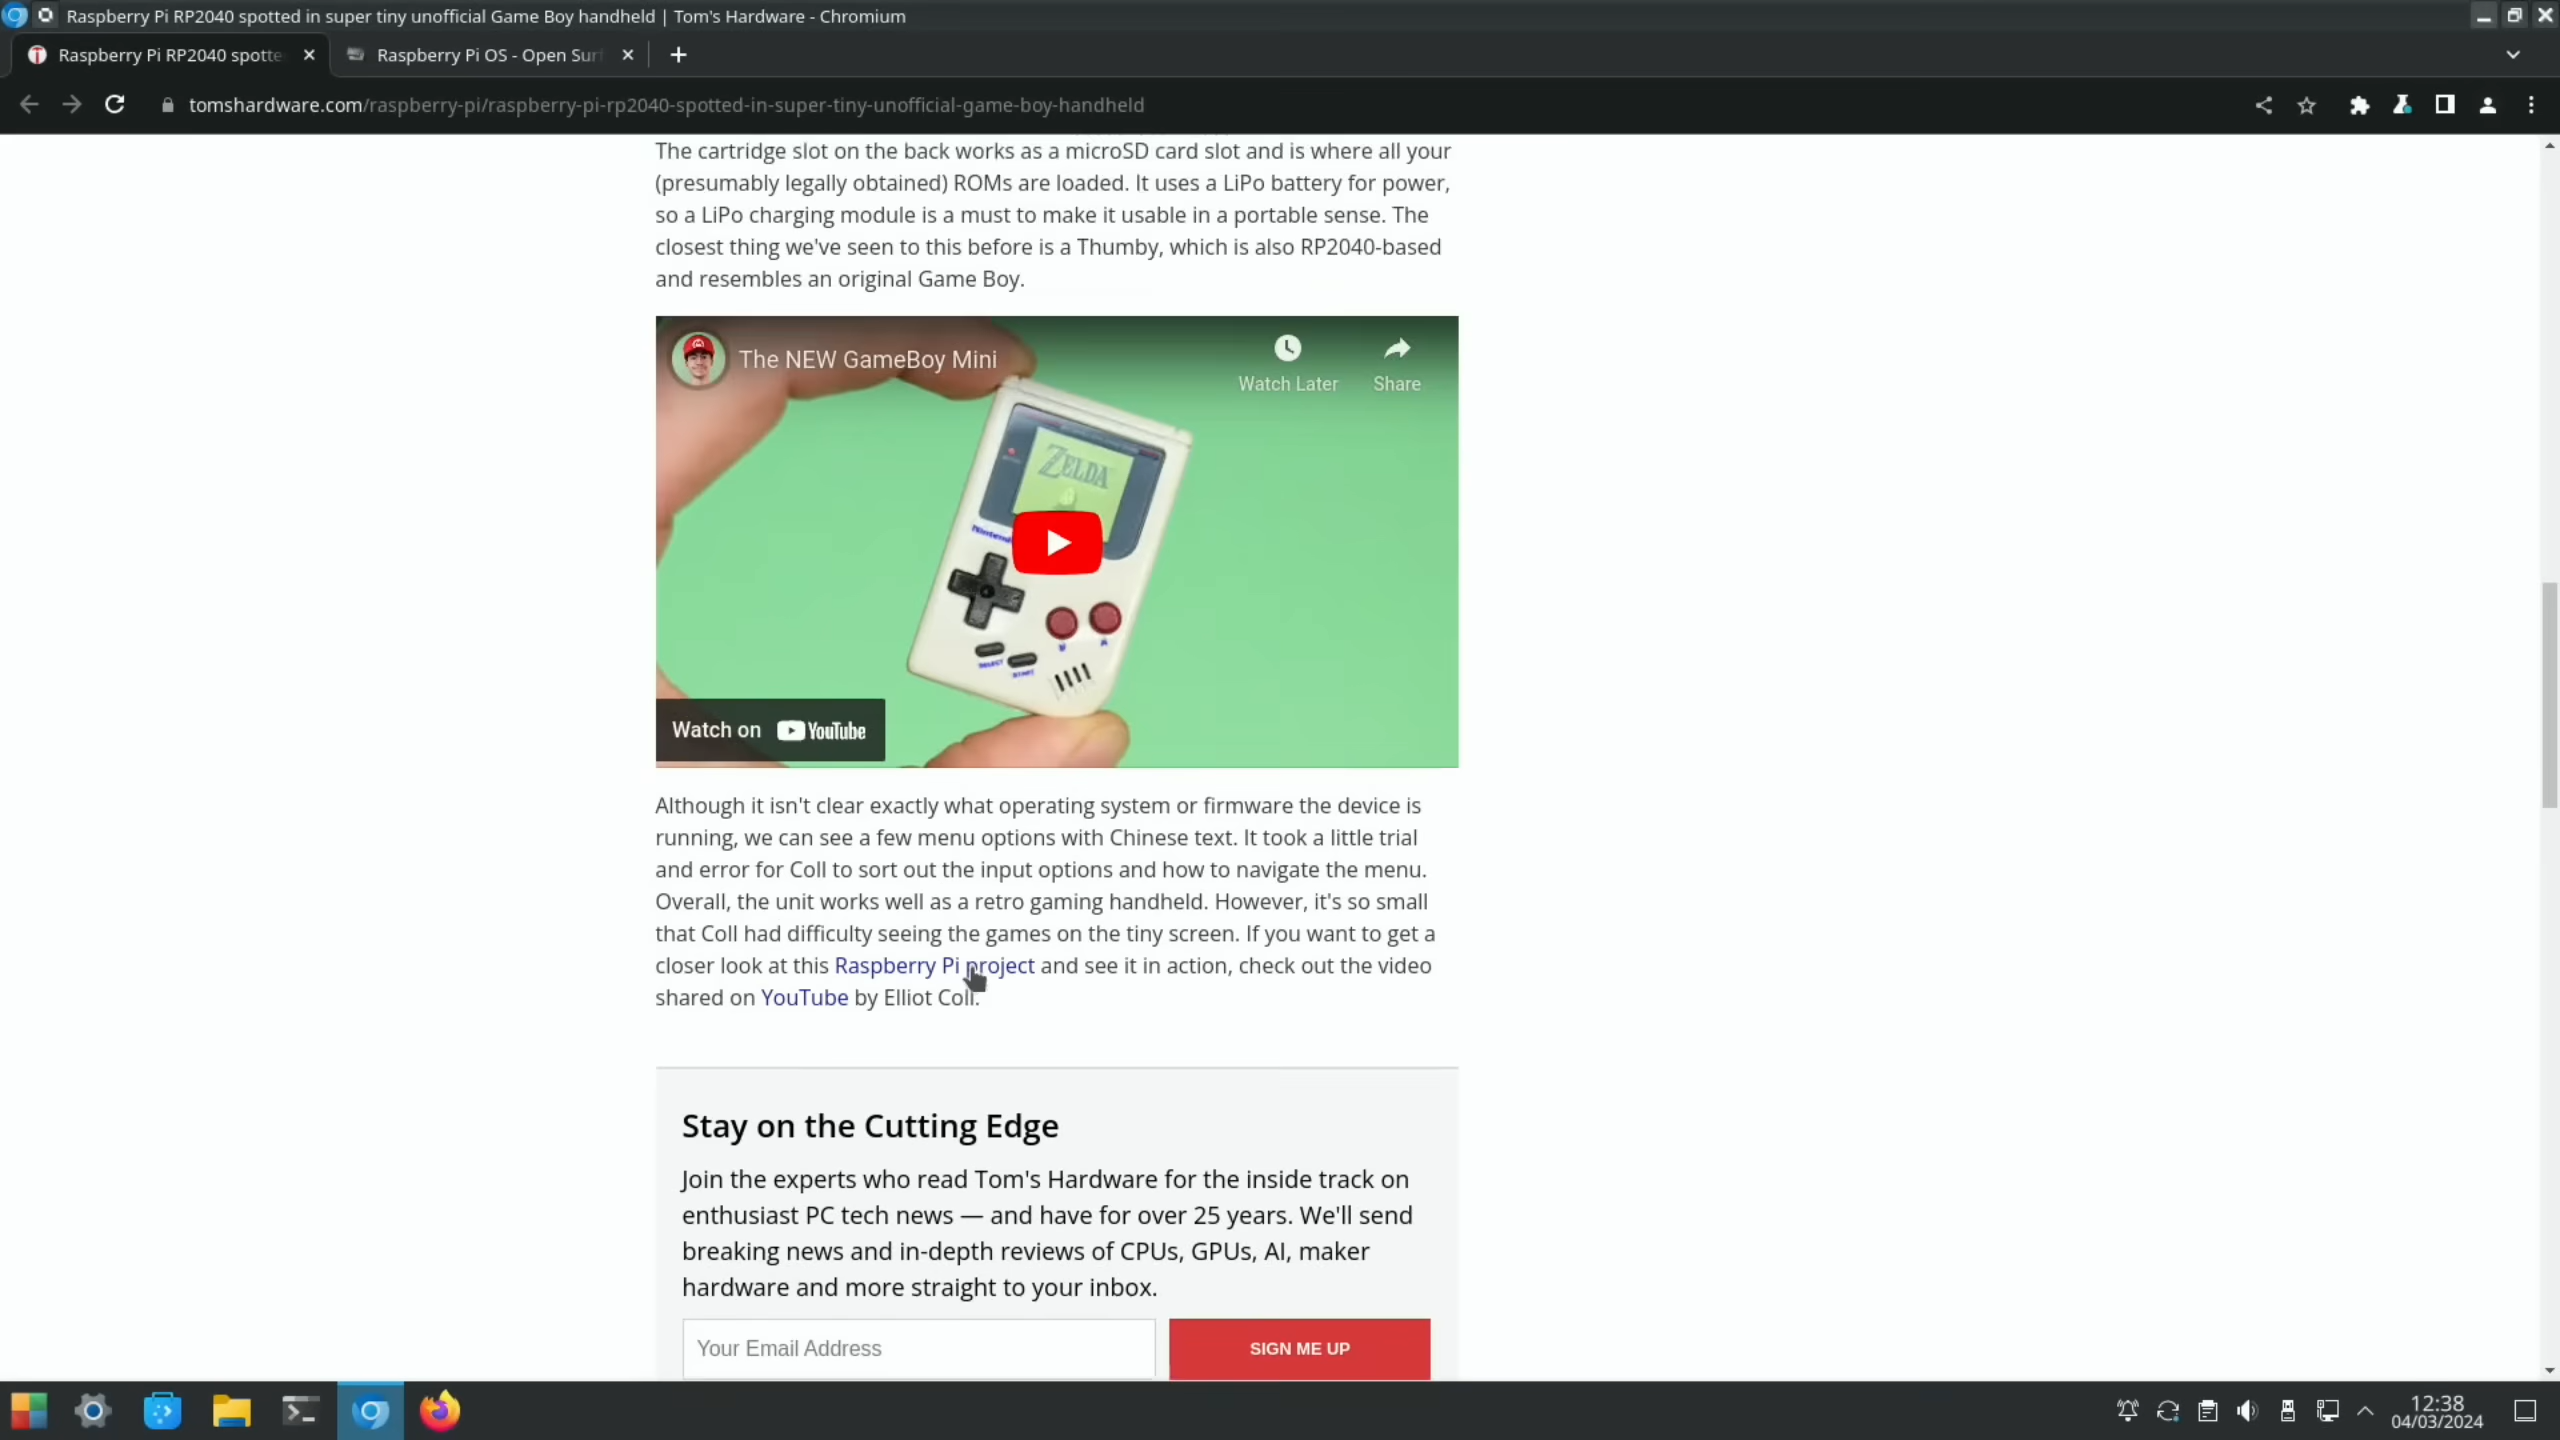 Raspberry Pi RP2040 spotted in super tiny unofficial Game Boy handheld | Tom's Hardware - Chromium
Raspberry Pi RP2040 spotte
Raspberry Pi OS - Open Sur
tomshardware.com/raspberry-pi/raspberry-pi-rp2040-spotted-in-super-tiny-unofficial-game-boy-handheld
The cartridge slot on the back works as a microSD card slot and is where all your
(presumably legally obtained) ROMs are loaded. It uses a LiPo battery for power,
so a LiPo charging module is a must to make it usable in a portable sense. The
closest thing we've seen to this before is a Thumby, which is also RP2040-based
and resembles an original Game Boy.
The NEW GameBoy Mini
Watch Later
Share
ZELDA
Nintendo
B
A
SELECT
START
Watch on YouTube
Although it isn't clear exactly what operating system or firmware the device is
running, we can see a few menu options with Chinese text. It took a little trial
and error for Coll to sort out the input options and how to navigate the menu.
Overall, the unit works well as a retro gaming handheld. However, it's so small
that Coll had difficulty seeing the games on the tiny screen. If you want to get a
closer look at this Raspberry Pi project and see it in action, check out the video
shared on YouTube by Elliot Coll.
Stay on the Cutting Edge
Join the experts who read Tom's Hardware for the inside track on
enthusiast PC tech news — and have for over 25 years. We'll send
breaking news and in-depth reviews of CPUs, GPUs, AI, maker
hardware and more straight to your inbox.
Your Email Address
SIGN ME UP
12:38
04/03/2024